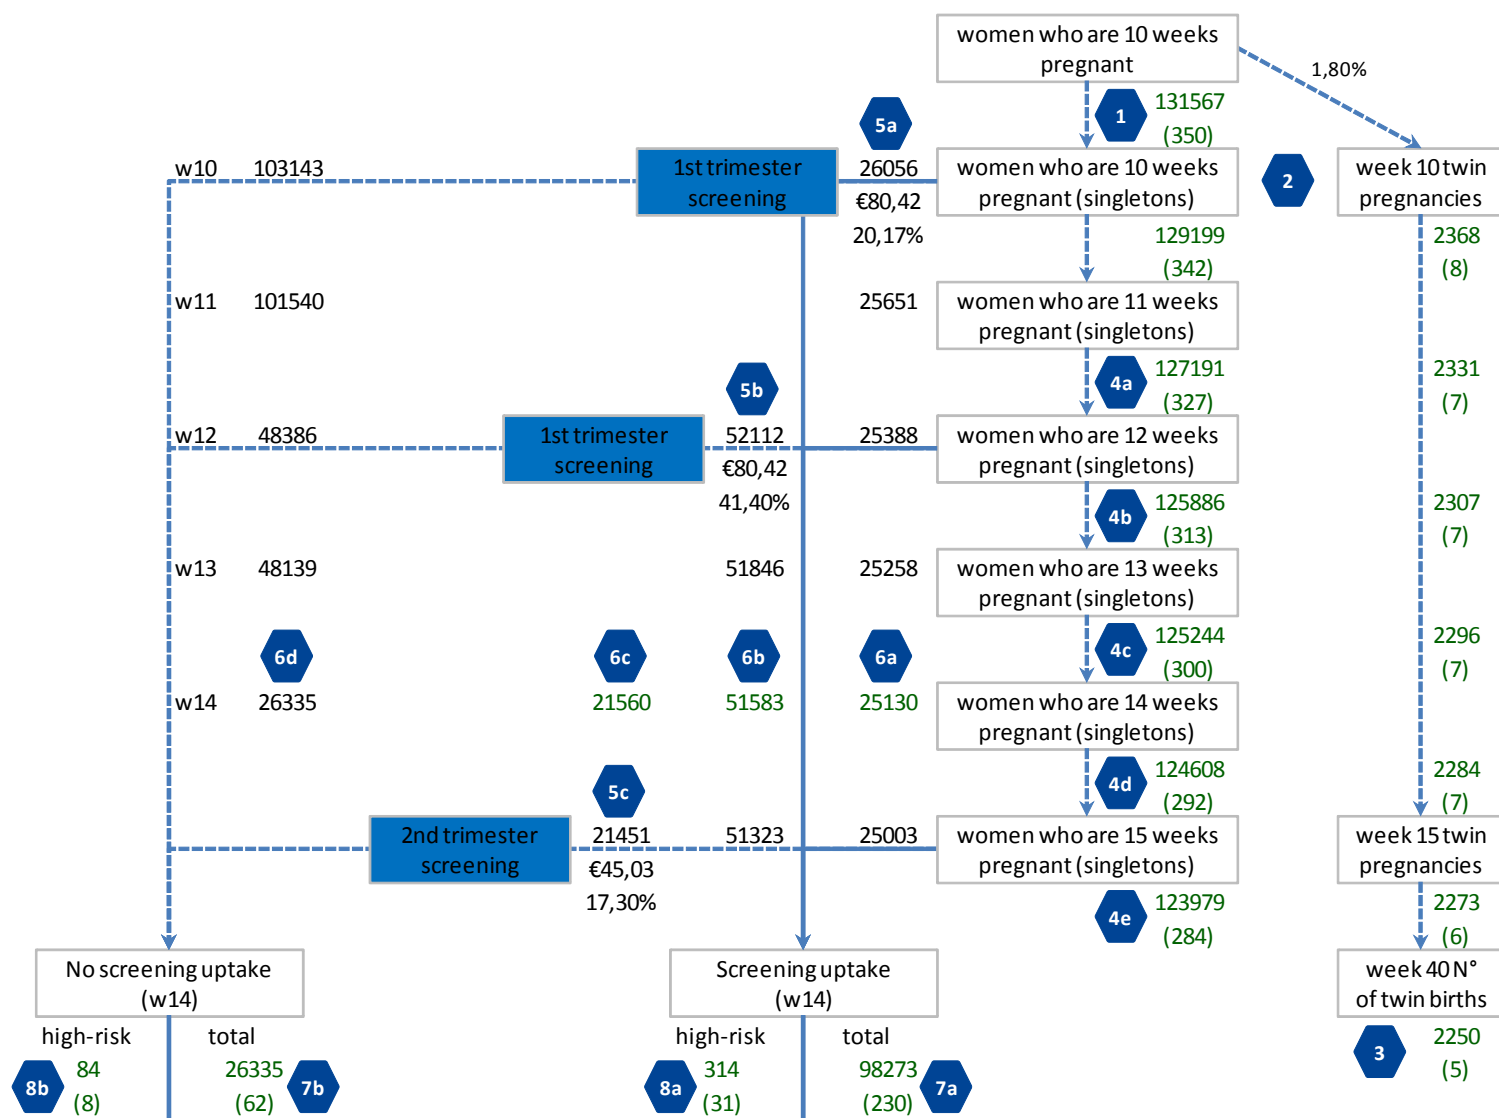 women who are 10 weeks
pregnant
1,80%
1
131567
(350)
5a
w10
103143
1st trimester
screening
26056
€80,42
20,17%
women who are 10 weeks
pregnant (singletons)
2
week 10 twin
pregnancies
129199
(342)
2368
(8)
w11
101540
25651
women who are 11 weeks
pregnant (singletons)
4a
127191
(327)
2331
(7)
5b
w12
48386
1st trimester
screening
52112
€80,42
41,40%
25388
women who are 12 weeks
pregnant (singletons)
4b
125886
(313)
2307
(7)
w13
48139
51846
25258
women who are 13 weeks
pregnant (singletons)
4c
125244
(300)
2296
(7)
6d
6c
6b
6a
w14
26335
21560
51583
25130
women who are 14 weeks
pregnant (singletons)
4d
124608
(292)
2284
(7)
5c
2nd trimester
screening
21451
€45,03
17,30%
51323
25003
women who are 15 weeks
pregnant (singletons)
week 15 twin
pregnancies
4e
123979
(284)
2273
(6)
No screening uptake
(w14)
Screening uptake
(w14)
week 40 N°
of twin births
high-risk
total
8b
84
(8)
26335
(62)
7b
high-risk
total
8a
314
(31)
98273
(230)
7a
3
2250
(5)